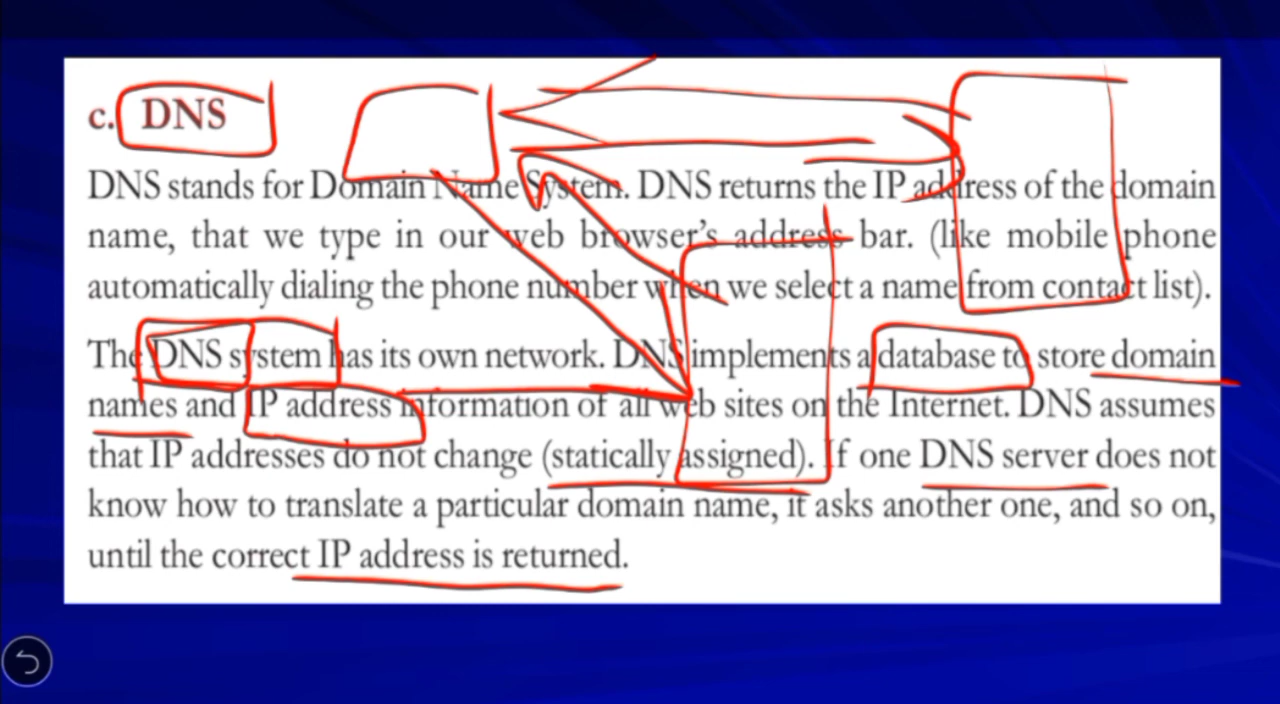 c. DNS
DNS stands for Domain Name System. DNS returns the IP address of the domain
name, that we type in our web browser's address bar. (like mobile phone
automatically dialing the phone number when we select a name from contact list).
The DNS system has its own network. DNS implements a database to store domain
names and IP address information of all web sites on the Internet. DNS assumes
that IP addresses do not change (statically assigned). If one DNS server does not
know how to translate a particular domain name, it asks another one, and so on,
until the correct IP address is returned.